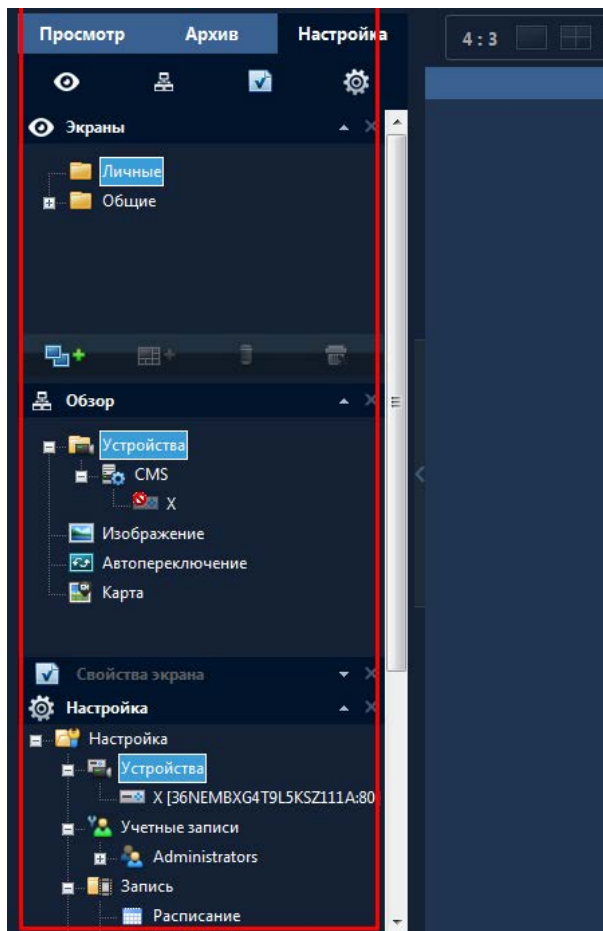 Просмотр Архив Настройка 4 : 3
Экраны
Личные
Общие
Обзор
Устройства
CMS
X
Изображение
Автопереключение
Карта
Свойства экрана
Настройка
Настройка
Устройства
X [36NEMBXG4T9L5KSZ111A:80
Учетные записи
Administrators
Запись
Расписание